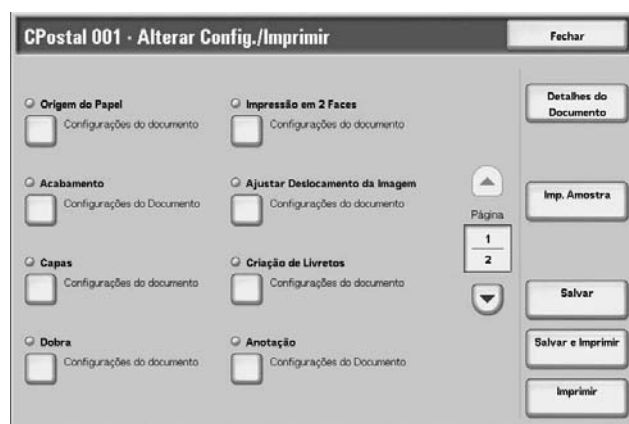 CPostal 001 · Alterar Config./Imprimir
Fechar
Origem do Papel
Configurações do documento
Impressão em 2 Faces
Configurações do documento
Detalhes do
Documento
Acabamento
Configurações do Documento
Ajustar Deslocamento da Imagem
Configurações do documento
Imp. Amostra
Página
1
2
Capas
Configurações do documento
Criação de Livretos
Configurações do documento
Salvar
Dobra
Configurações do documento
Anotação
Configurações do Documento
Salvar e Imprimir
Imprimir